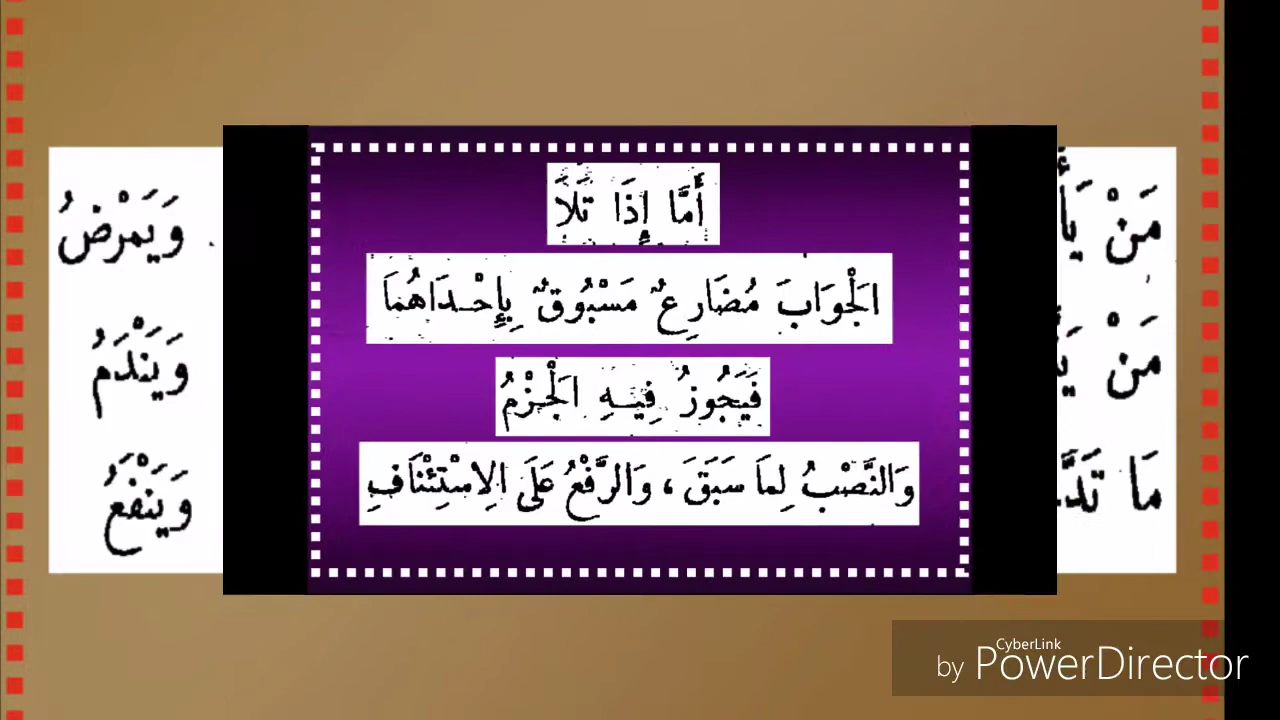 أَمَّا إِذَا تَلَا
الْجَوَابَ مُضَارِعٌ مَسْبُوقٌ بِإِحْدَاهُمَا
فَيَجُوزُ فِيهِ الْجَزْمُ
وَالنَّصْبُ لِمَا سَبَقَ ، وَالرَّفْعُ عَلَى الِاسْتِئْنَافِ
مَنْ
وَيَمْرَضُ
مَنْ
وَيَنْدَمُ
مَا
وَيَنْفَعُ
CyberLink
by PowerDirector